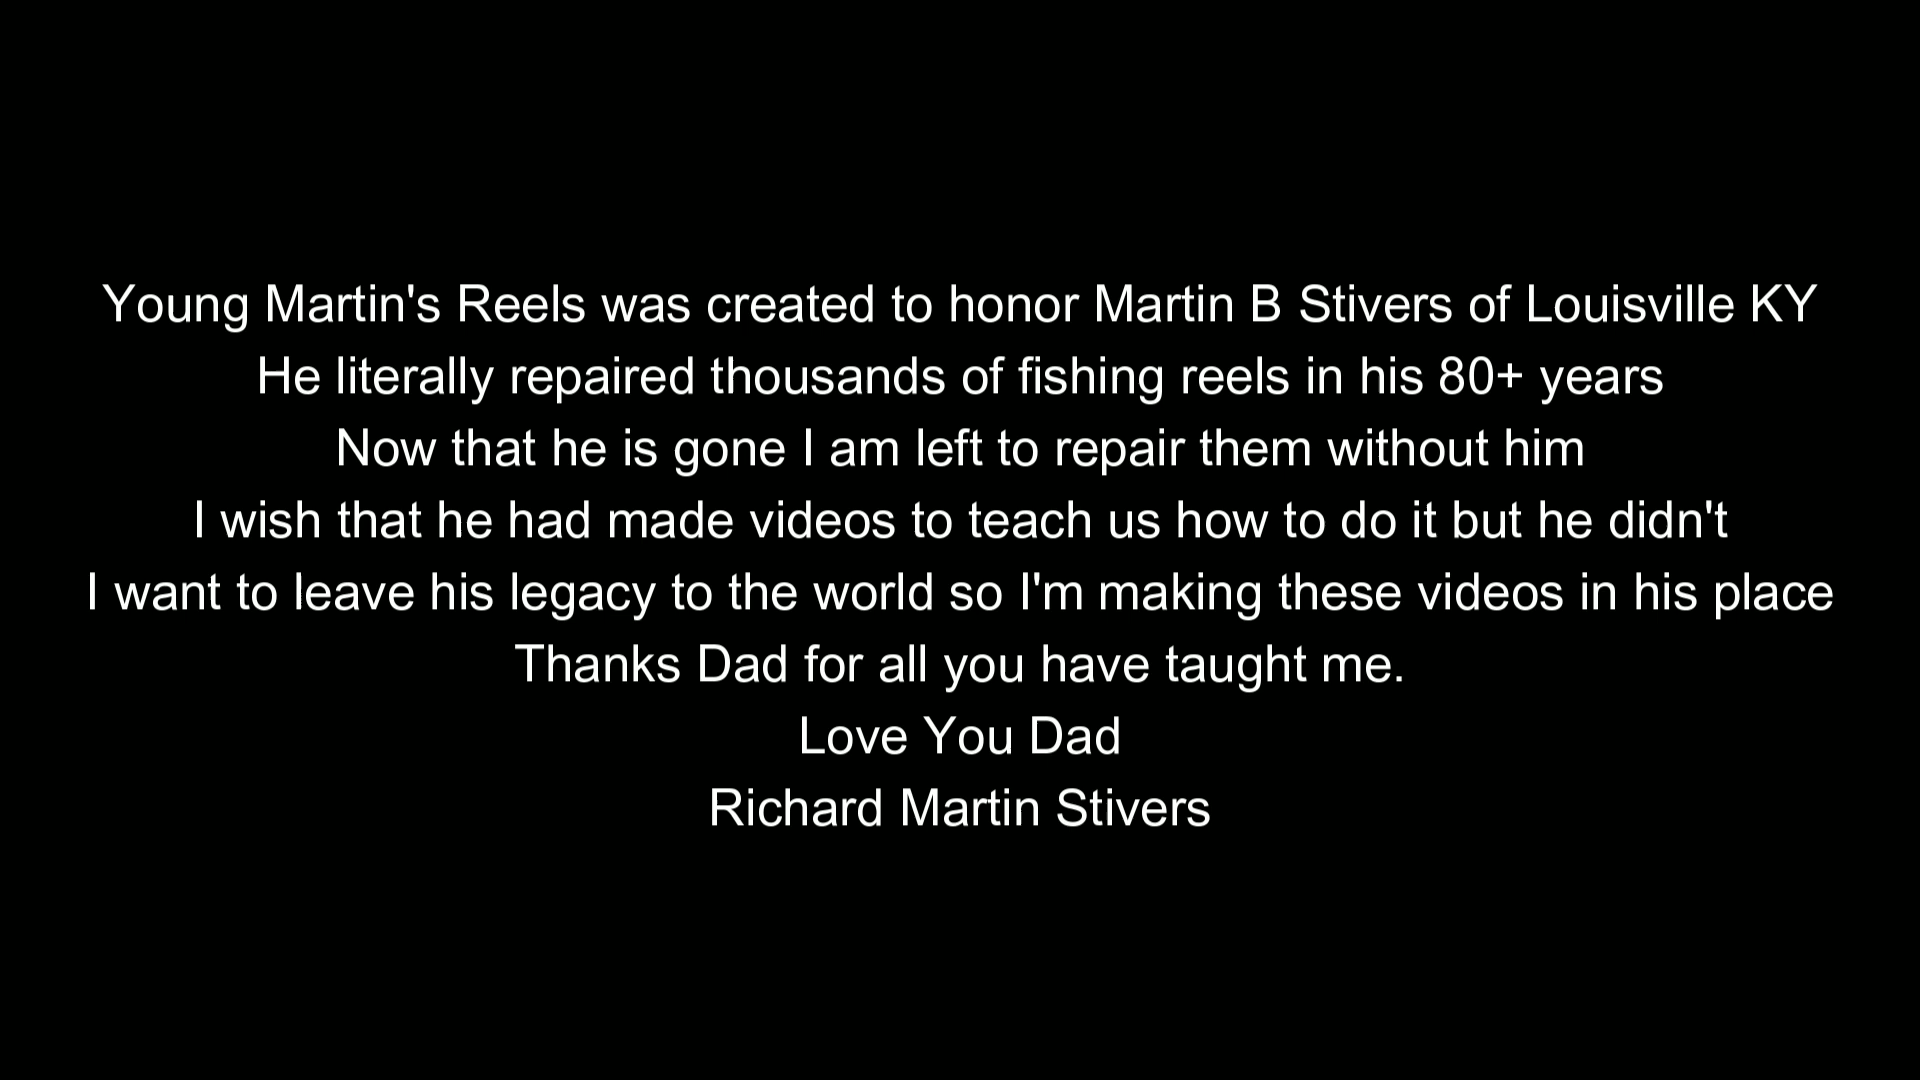 Young Martin's Reels was created to honor Martin B Stivers of Louisville KY
He literally repaired thousands of fishing reels in his 80+ years
Now that he is gone I am left to repair them without him
I wish that he had made videos to teach us how to do it but he didn't
I want to leave his legacy to the world so I'm making these videos in his place
Thanks Dad for all you have taught me.
Love You Dad
Richard Martin Stivers